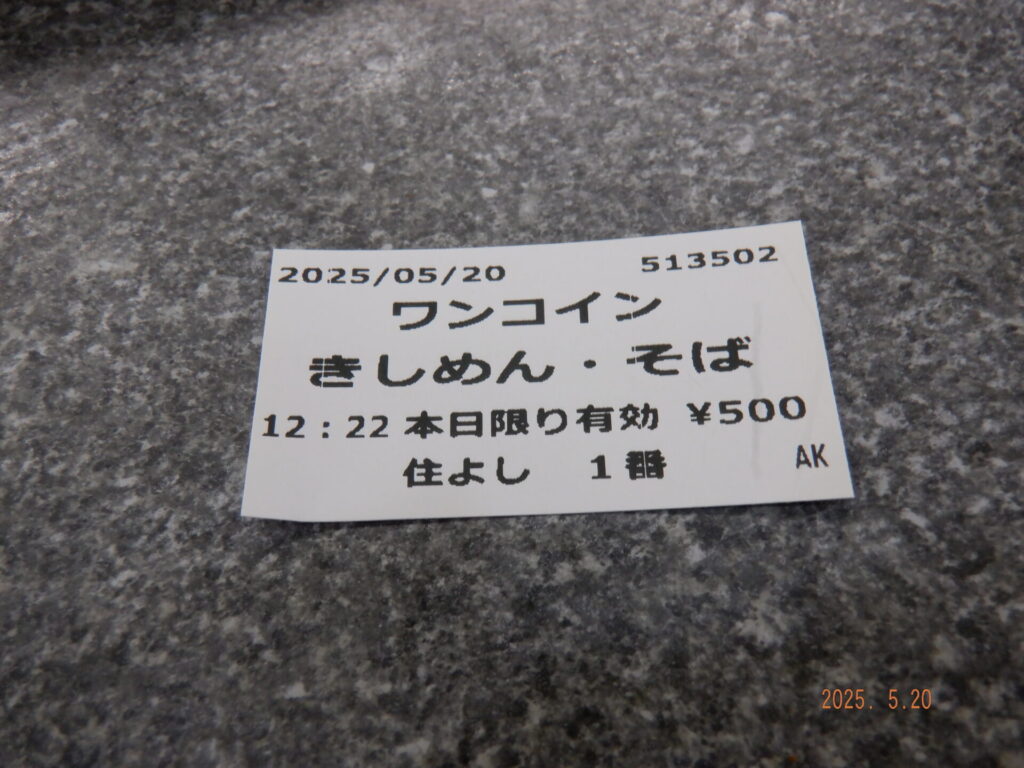 2025/05/20 513502
ワンコイン
きしめん・そば
12：22 本日限り有効 ¥500
住よし 1番 AK
2025. 5.20